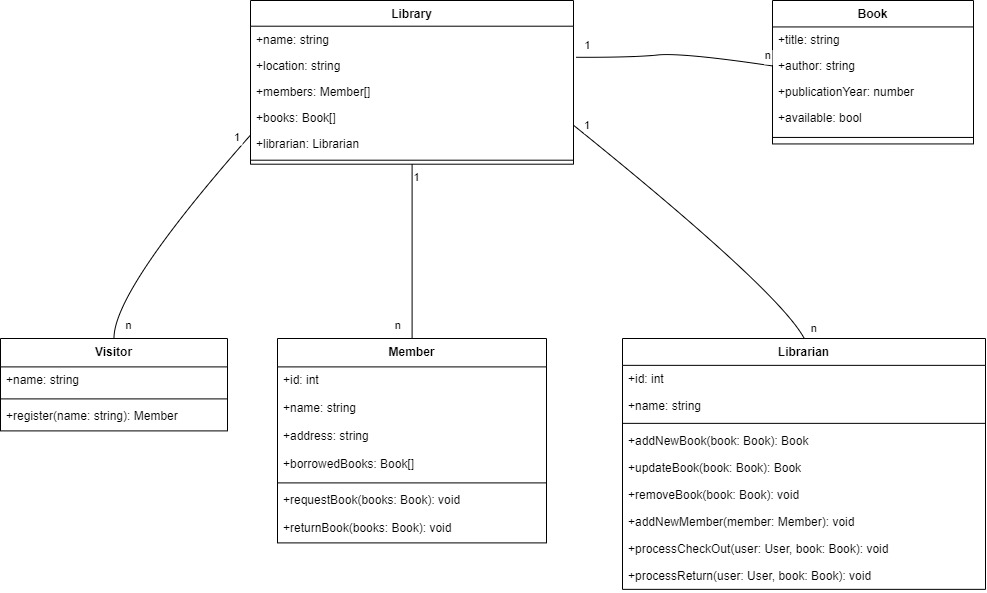 Library
+name: string
+location: string
+members: Member[]
+books: Book[]
+librarian: Librarian
Book
+title: string
+author: string
+publicationYear: number
+available: bool
1
n
1
1
1
n
n
n
Visitor
+name: string
+register(name: string): Member
Member
+id: int
+name: string
+address: string
+borrowedBooks: Book[]
+requestBook(books: Book): void
+returnBook(books: Book): void
Librarian
+id: int
+name: string
+addNewBook(book: Book): Book
+updateBook(book: Book): Book
+removeBook(book: Book): void
+addNewMember(member: Member): void
+processCheckOut(user: User, book: Book): void
+processReturn(user: User, book: Book): void